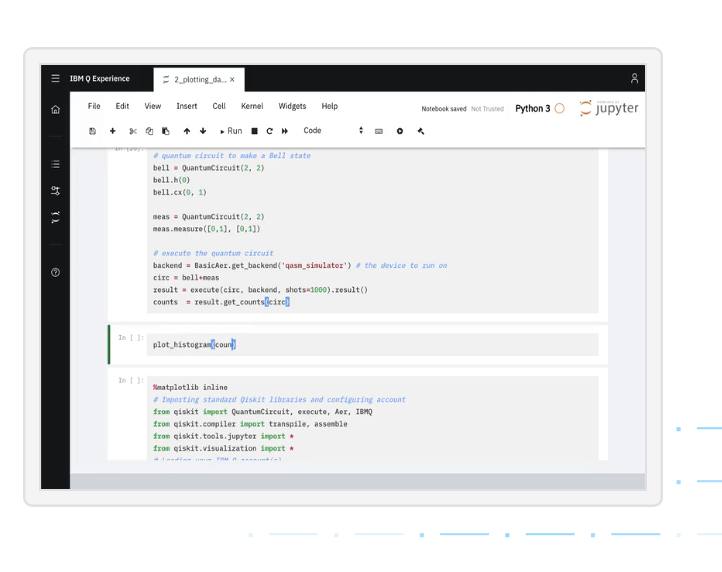 IBM Q Experience
2_plotting_da... ×
File Edit View Insert Cell Kernel Widgets Help
Notebook saved Not Trusted Python 3
jupyter
Run Code
# quantum circuit to make a Bell state
bell = QuantumCircuit(2, 2)
bell.h(0)
bell.cx(0, 1)
meas = QuantumCircuit(2, 2)
meas.measure([0,1], [0,1])
# execute the quantum circuit
backend = BasicAer.get_backend('qasm_simulator') # the device to run on
circ = bell+meas
result = execute(circ, backend, shots=1000).result()
counts = result.get_counts(circ)
In [ ]:
plot_histogram(coun)
In [ ]:
%matplotlib inline
# Importing standard Qiskit libraries and configuring account
from qiskit import QuantumCircuit, execute, Aer, IBMQ
from qiskit.compiler import transpile, assemble
from qiskit.tools.jupyter import *
from qiskit.visualization import *